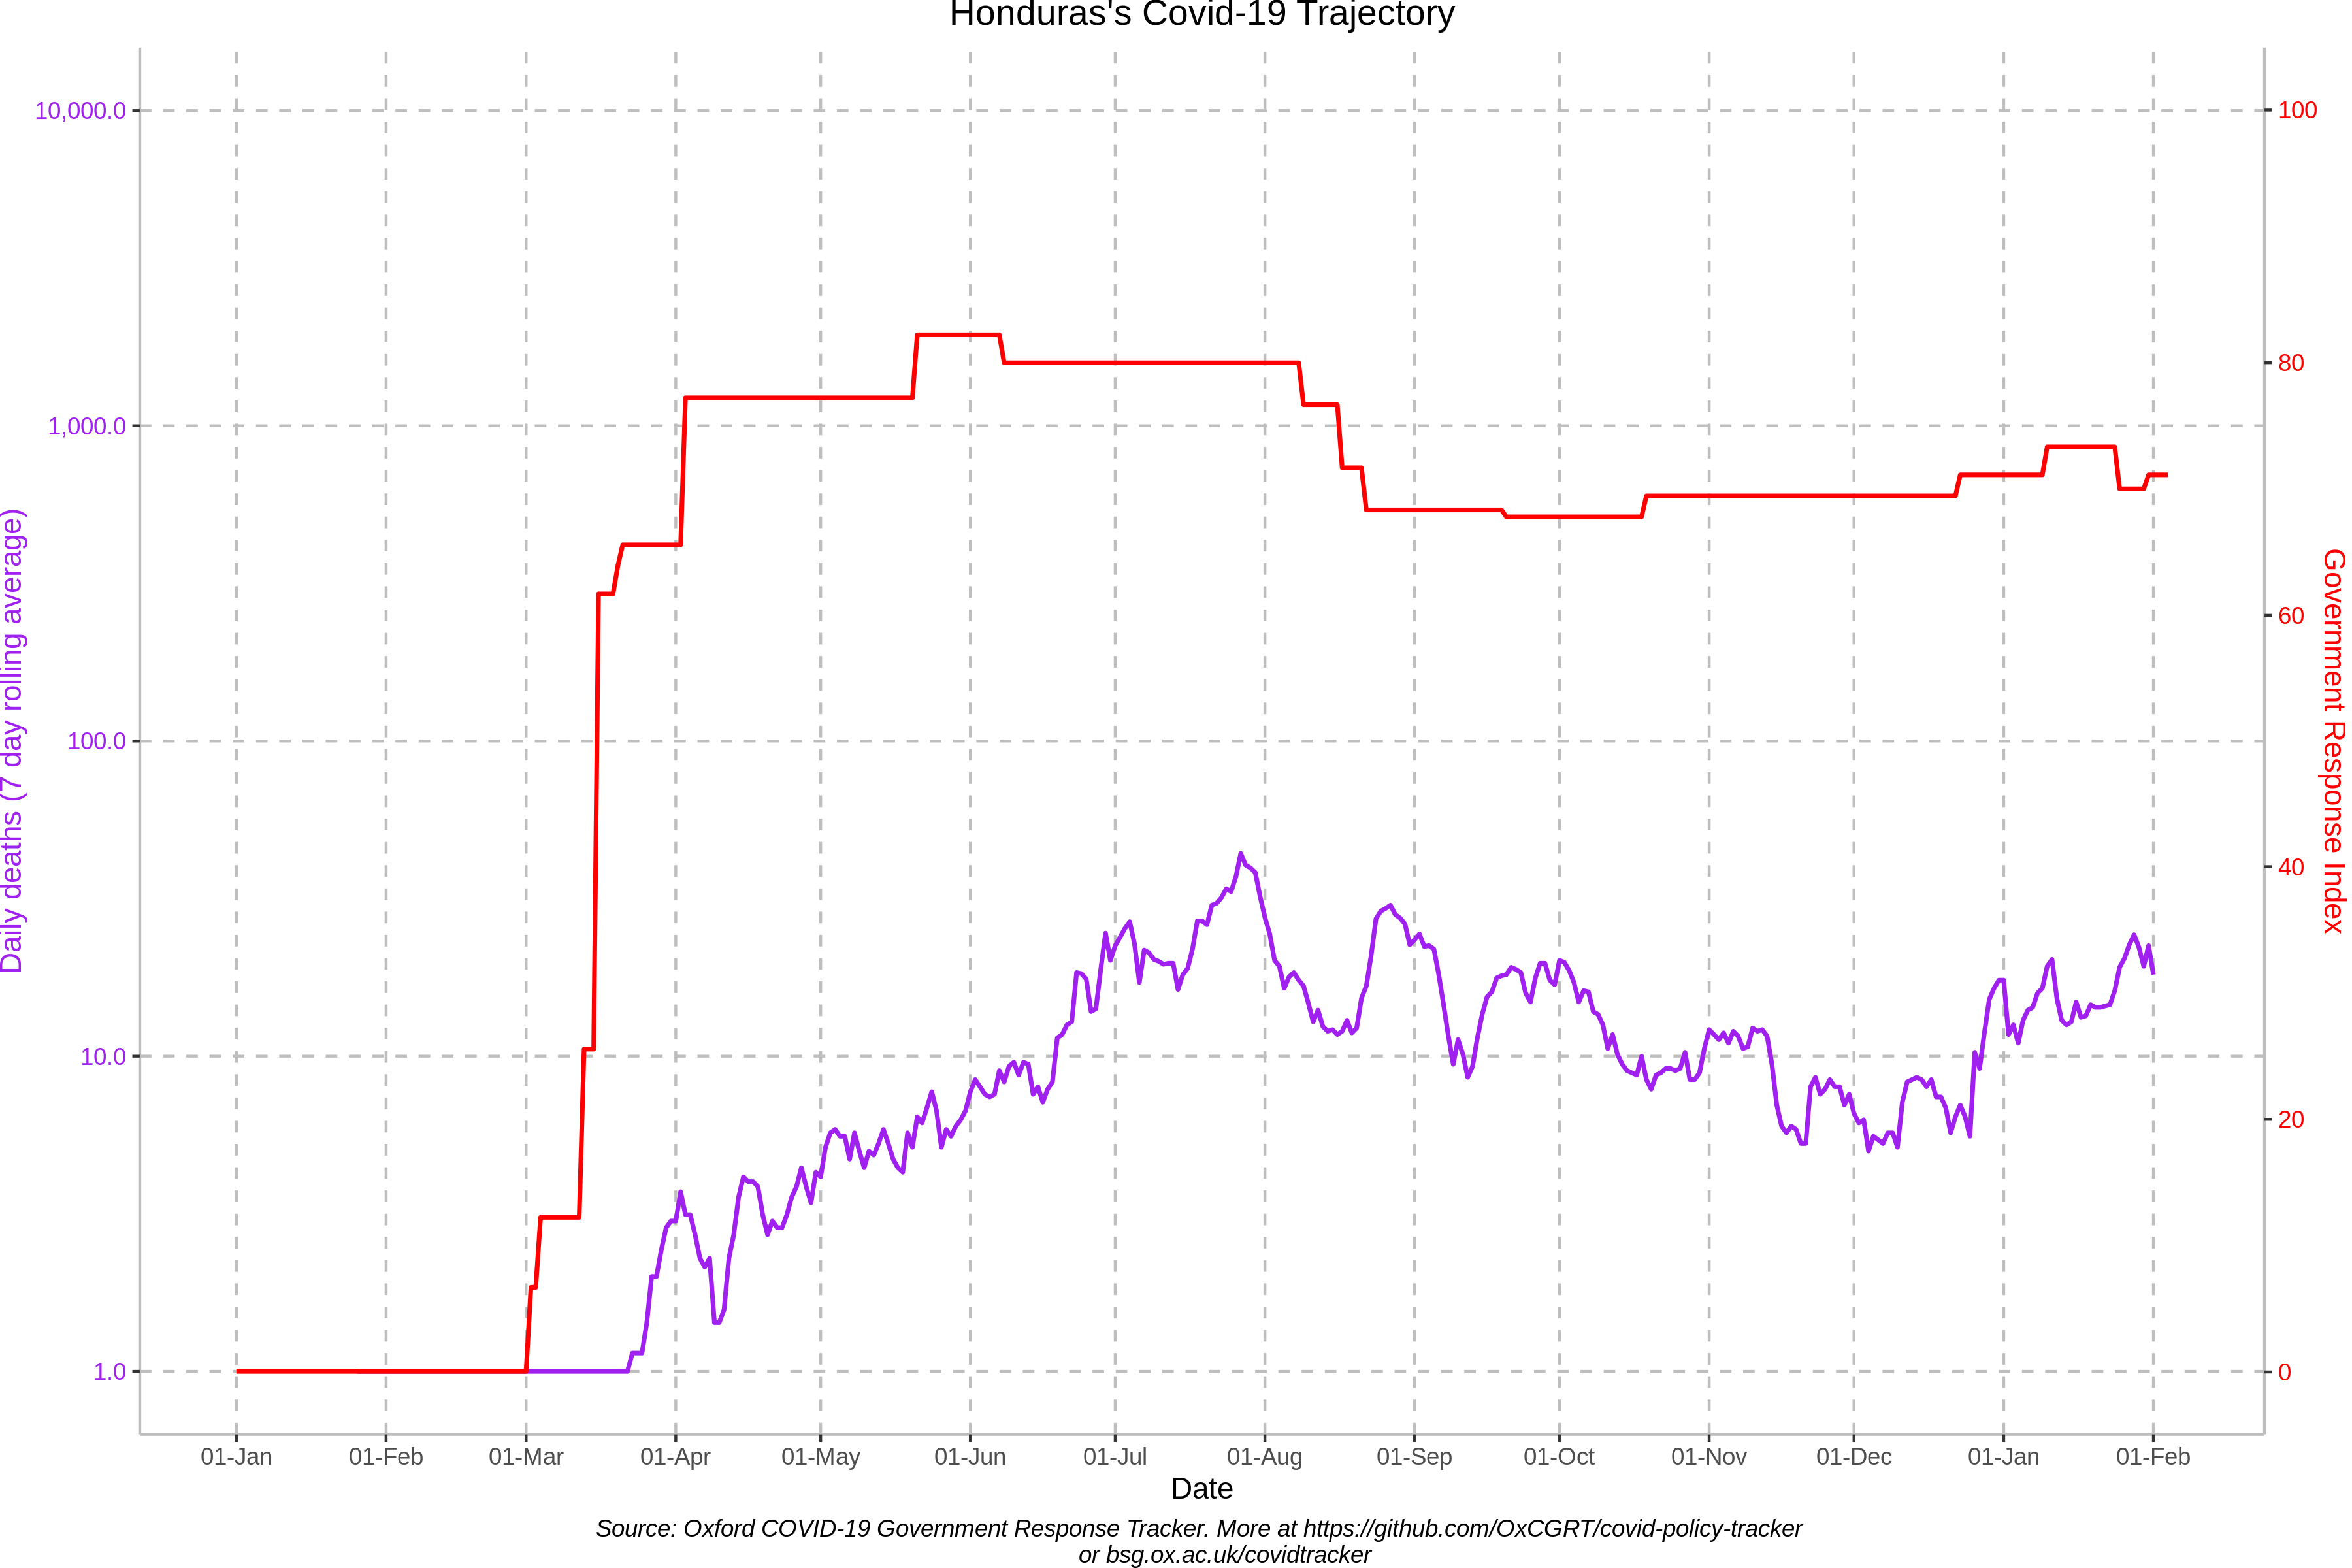 Honduras's Covid-19 Trajectory
Daily deaths (7 day rolling average)
10,000.0
1,000.0
100.0
10.0
1.0
100
80
60
40
20
0
Government Response Index
01-Jan 01-Feb 01-Mar 01-Apr 01-May 01-Jun 01-Jul 01-Aug 01-Sep 01-Oct 01-Nov 01-Dec 01-Jan 01-Feb
Date
Source: Oxford COVID-19 Government Response Tracker. More at https://github.com/OxCGRT/covid-policy-tracker
or bsg.ox.ac.uk/covidtracker